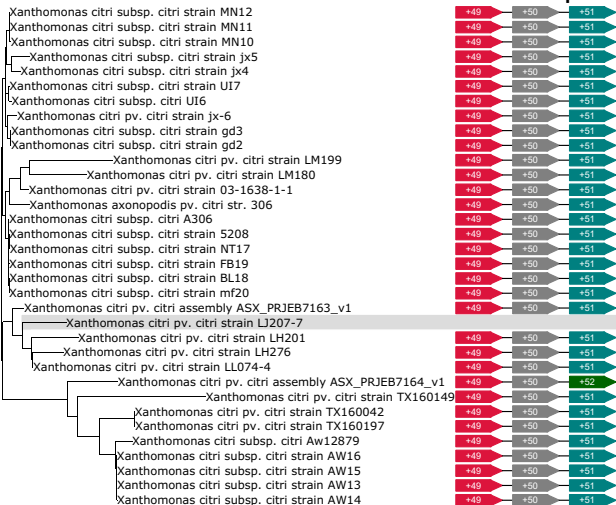 Xanthomonas citri subsp. citri strain MN12 +49 +50 +51
Xanthomonas citri subsp. citri strain MN11 +49 +50 +51
Xanthomonas citri subsp. citri strain MN10 +49 +50 +51
Xanthomonas citri subsp. citri strain jx5 +49 +50 +51
Xanthomonas citri subsp. citri strain jx4 +49 +50 +51
Xanthomonas citri subsp. citri strain UI7 +49 +50 +51
Xanthomonas citri subsp. citri UI6 +49 +50 +51
Xanthomonas citri pv. citri strain jx-6 +49 +50 +51
Xanthomonas citri subsp. citri strain gd3 +49 +50 +51
Xanthomonas citri subsp. citri strain gd2 +49 +50 +51
Xanthomonas citri pv. citri strain LM199 +49 +50 +51
Xanthomonas citri pv. citri strain LM180 +49 +50 +51
Xanthomonas citri pv. citri strain 03-1638-1-1 +49 +50 +51
Xanthomonas axonopodis pv. citri str. 306 +49 +50 +51
Xanthomonas citri subsp. citri A306 +49 +50 +51
Xanthomonas citri subsp. citri strain 5208 +49 +50 +51
Xanthomonas citri subsp. citri strain NT17 +49 +50 +51
Xanthomonas citri subsp. citri strain FB19 +49 +50 +51
Xanthomonas citri subsp. citri strain BL18 +49 +50 +51
Xanthomonas citri subsp. citri strain mf20 +49 +50 +51
Xanthomonas citri pv. citri assembly ASX_PRJEB7163_v1 +49 +50 +51
Xanthomonas citri pv. citri strain LJ207-7
Xanthomonas citri pv. citri strain LH201 +49 +50 +51
Xanthomonas citri pv. citri strain LH276 +49 +50 +51
Xanthomonas citri pv. citri strain LL074-4 +49 +50 +51
Xanthomonas citri pv. citri assembly ASX_PRJEB7164_v1 +49 +50 +52
Xanthomonas citri pv. citri strain TX160149 +49 +50 +51
Xanthomonas citri pv. citri strain TX160042 +49 +50 +51
Xanthomonas citri pv. citri strain TX160197 +49 +50 +51
Xanthomonas citri subsp. citri Aw12879 +49 +50 +51
Xanthomonas citri subsp. citri strain AW16 +49 +50 +51
Xanthomonas citri subsp. citri strain AW15 +49 +50 +51
Xanthomonas citri subsp. citri strain AW13 +49 +50 +51
Xanthomonas citri subsp. citri strain AW14 +49 +50 +51